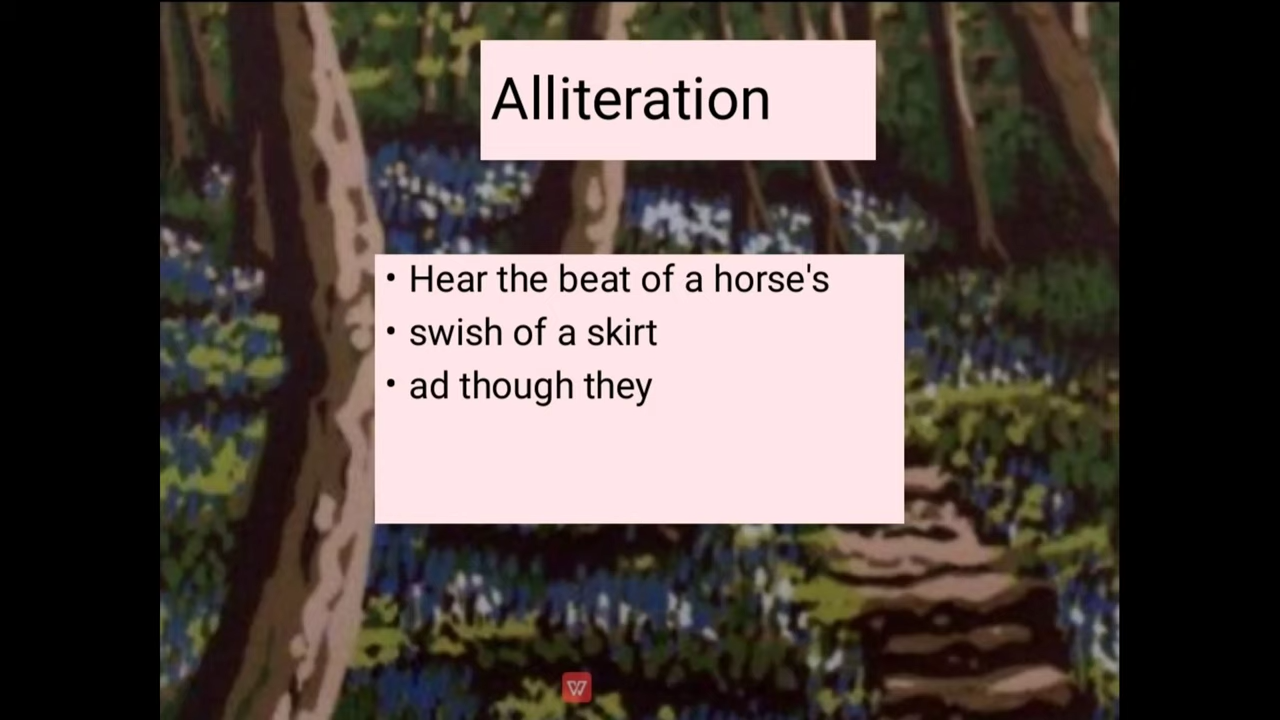 Alliteration
• Hear the beat of a horse's
• swish of a skirt
• ad though they